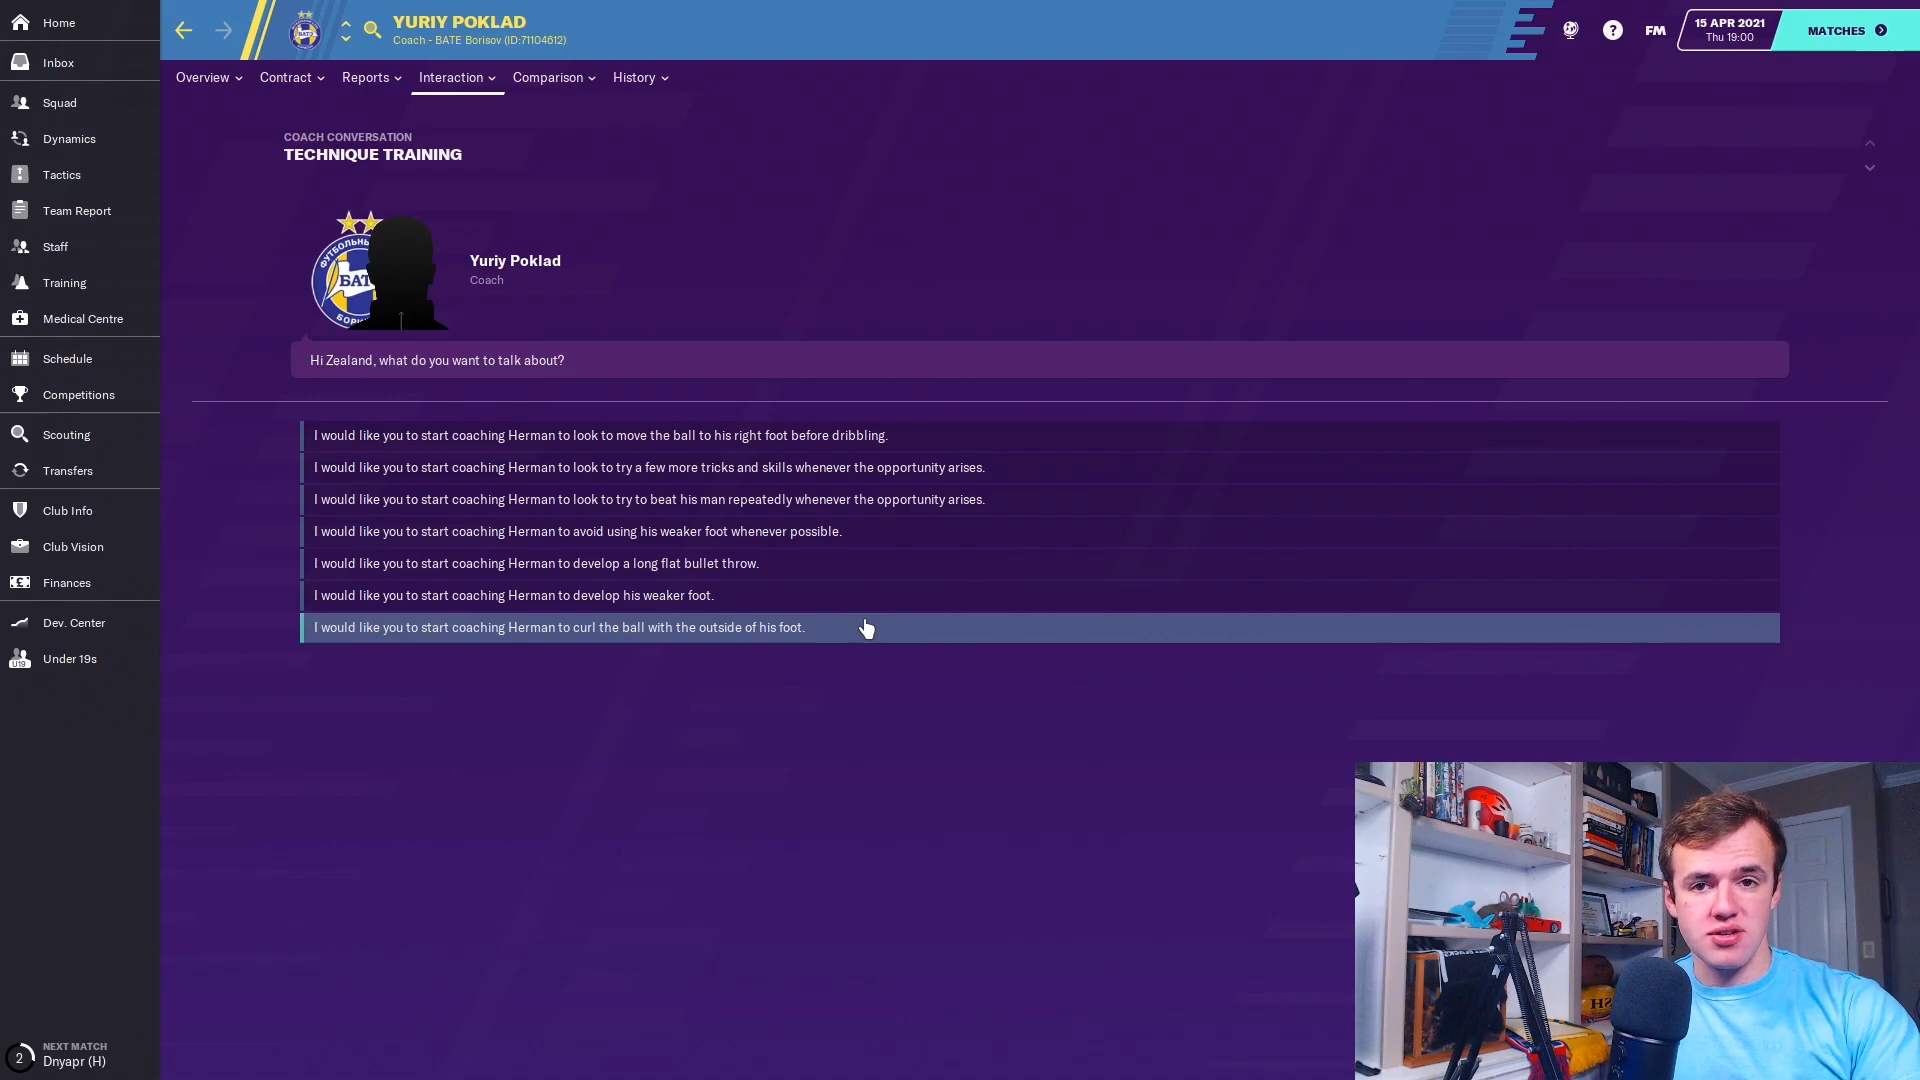 Home
Inbox
Squad
Dynamics
Tactics
Team Report
Staff
Training
Medical Centre
Schedule
Competitions
Scouting
Transfers
Club Info
Club Vision
Finances
Dev. Center
U19
Under 19s
2
NEXT MATCH
Dnyapr (H)
БАТЭ
YURIY POKLAD
Coach - BATE Borisov (ID:71104612)
?
FM
15 APR 2021
Thu 19:00
MATCHES
Overview
Contract
Reports
Interaction
Comparison
History
COACH CONVERSATION
TECHNIQUE TRAINING
Yuriy Poklad
Coach
Hi Zealand, what do you want to talk about?
I would like you to start coaching Herman to look to move the ball to his right foot before dribbling.
I would like you to start coaching Herman to look to try a few more tricks and skills whenever the opportunity arises.
I would like you to start coaching Herman to look to try to beat his man repeatedly whenever the opportunity arises.
I would like you to start coaching Herman to avoid using his weaker foot whenever possible.
I would like you to start coaching Herman to develop a long flat bullet throw.
I would like you to start coaching Herman to develop his weaker foot.
I would like you to start coaching Herman to curl the ball with the outside of his foot.